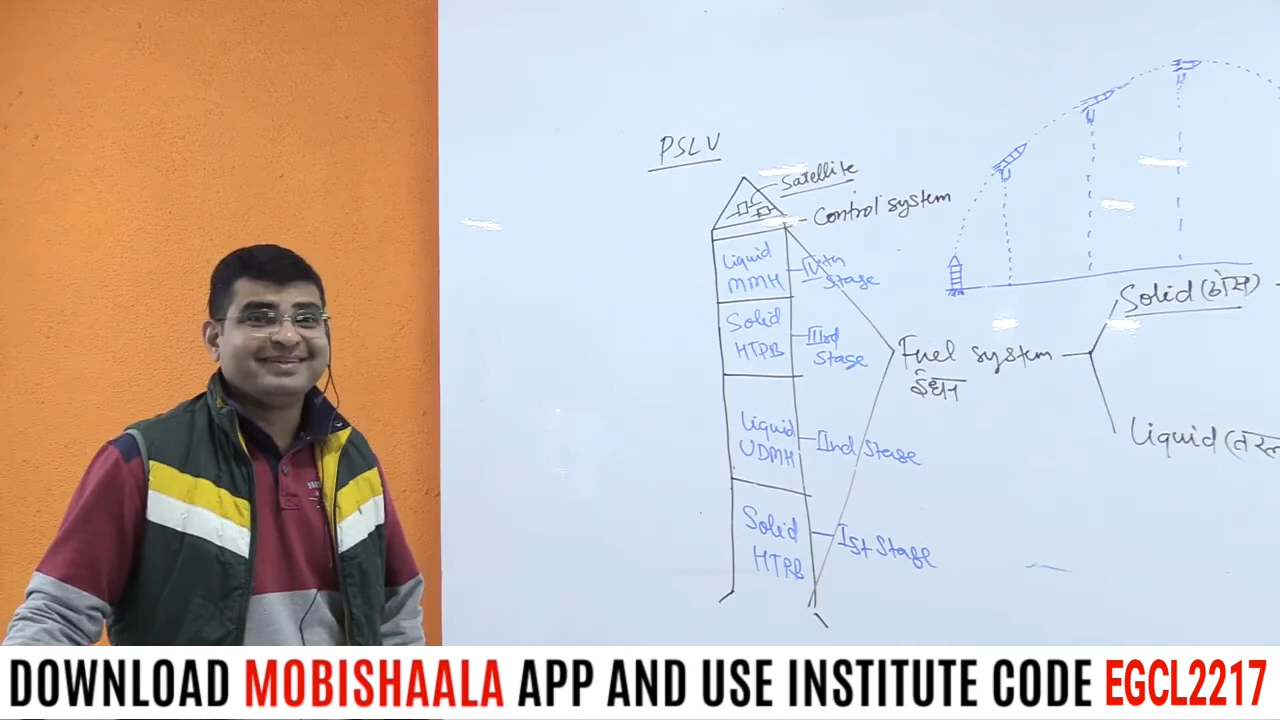 PSLV
Satellite
Control system
Liquid
MMH
IVth
Stage
Solid
HTPB
IIIrd
Stage
Liquid
UDMH
IInd Stage
Solid
HTPB
Ist Stage
Fuel system
ईंधन
Solid (ठोस)
Liquid (तरल
DOWNLOAD MOBISHAALA APP AND USE INSTITUTE CODE EGCL2217